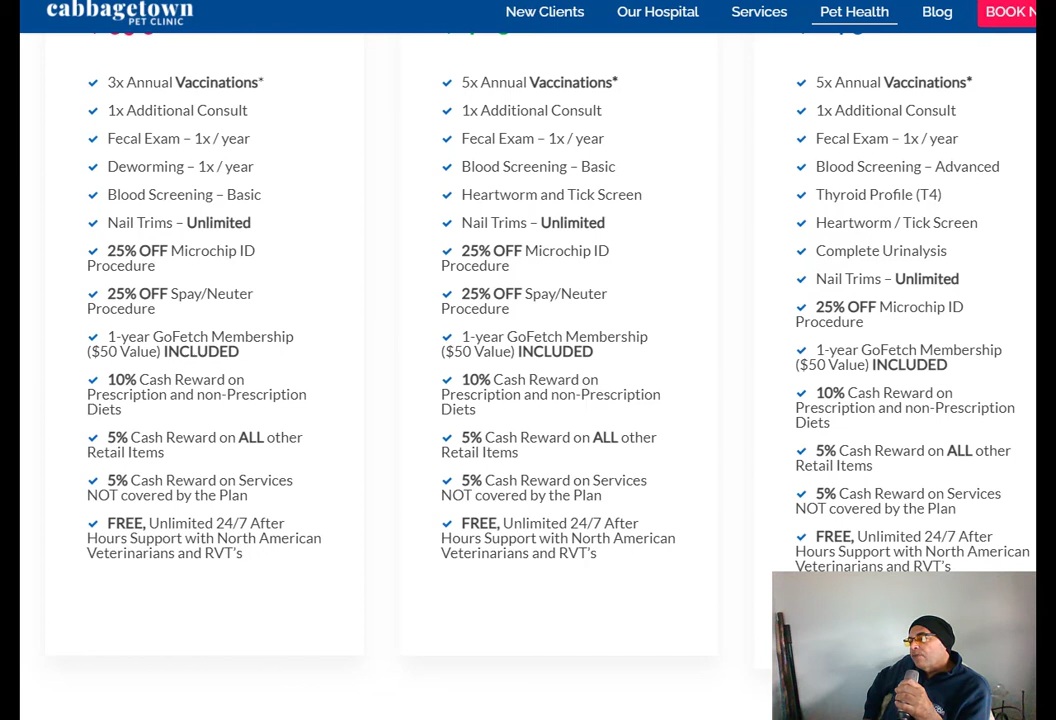 cabbagetown
PET CLINIC
New Clients
Our Hospital
Services
Pet Health
Blog
BOOK N
3x Annual Vaccinations*
1x Additional Consult
Fecal Exam – 1x / year
Deworming – 1x / year
Blood Screening – Basic
Nail Trims – Unlimited
25% OFF Microchip ID
Procedure
25% OFF Spay/Neuter
Procedure
1-year GoFetch Membership
($50 Value) INCLUDED
10% Cash Reward on
Prescription and non-Prescription
Diets
5% Cash Reward on ALL other
Retail Items
5% Cash Reward on Services
NOT covered by the Plan
FREE, Unlimited 24/7 After
Hours Support with North American
Veterinarians and RVT's
5x Annual Vaccinations*
1x Additional Consult
Fecal Exam – 1x / year
Blood Screening – Basic
Heartworm and Tick Screen
Nail Trims – Unlimited
25% OFF Microchip ID
Procedure
25% OFF Spay/Neuter
Procedure
1-year GoFetch Membership
($50 Value) INCLUDED
10% Cash Reward on
Prescription and non-Prescription
Diets
5% Cash Reward on ALL other
Retail Items
5% Cash Reward on Services
NOT covered by the Plan
FREE, Unlimited 24/7 After
Hours Support with North American
Veterinarians and RVT's
5x Annual Vaccinations*
1x Additional Consult
Fecal Exam – 1x / year
Blood Screening – Advanced
Thyroid Profile (T4)
Heartworm / Tick Screen
Complete Urinalysis
Nail Trims – Unlimited
25% OFF Microchip ID
Procedure
1-year GoFetch Membership
($50 Value) INCLUDED
10% Cash Reward on
Prescription and non-Prescription
Diets
5% Cash Reward on ALL other
Retail Items
5% Cash Reward on Services
NOT covered by the Plan
FREE, Unlimited 24/7 After
Hours Support with North American
Veterinarians and RVT's